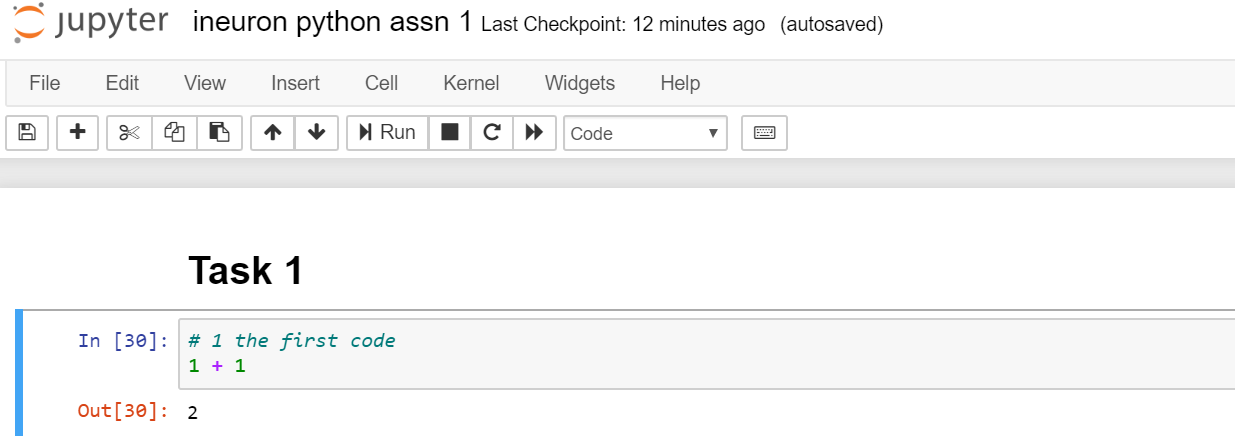 jupyter ineuron python assn 1 Last Checkpoint: 12 minutes ago (autosaved)
File Edit View Insert Cell Kernel Widgets Help
Run Code
Task 1
In [30]: # 1 the first code
1 + 1
Out[30]: 2